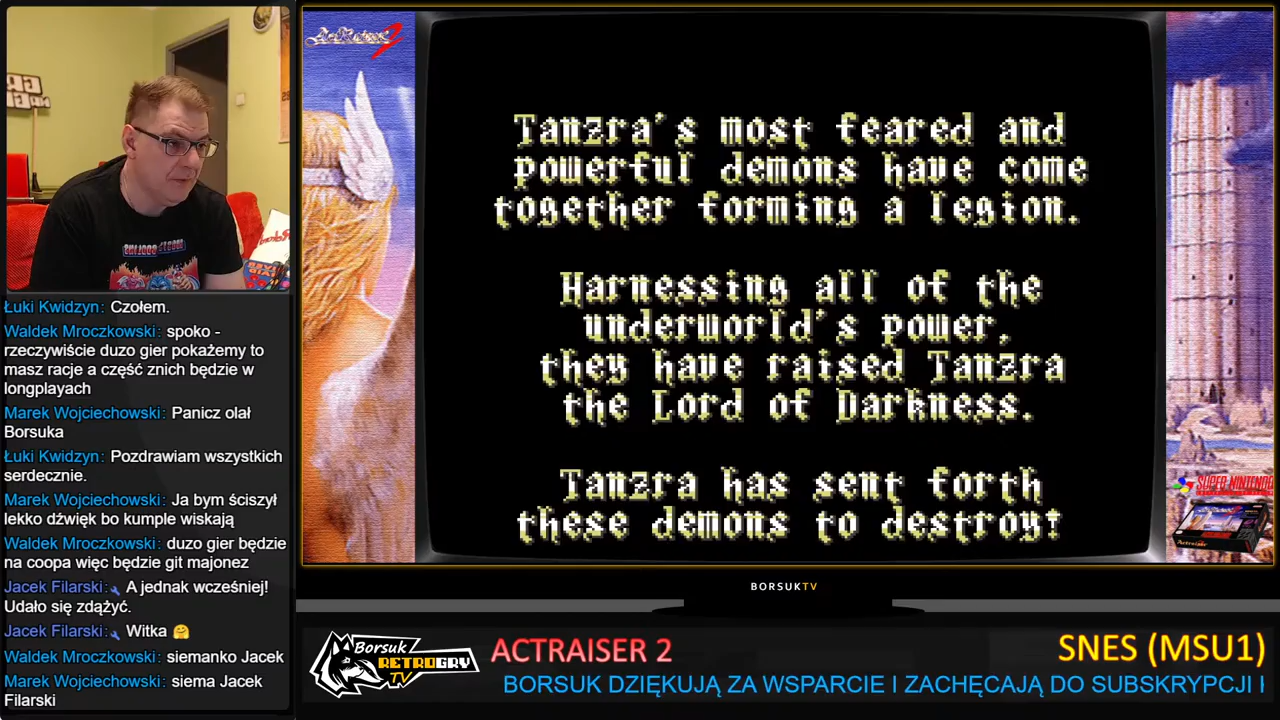 Tanzra's most feared and
powerful demons have come
together forming a legion.
Harnessing all of the
underworld's power,
they have raised Tanzra
the Lord of Darkness.
Tanzra has sent forth
these demons to destroy!
Łuki Kwidzyn: Czołem.
Waldek Mroczkowski: spoko -
rzeczywiście duzo gier pokażemy to
masz racje a część znich będzie w
longplayach
Marek Wojciechowski: Panicz olał
Borsuka
Łuki Kwidzyn: Pozdrawiam wszystkich
serdecznie.
Marek Wojciechowski: Ja bym ściszył
lekko dźwięk bo kumple wiskają
Waldek Mroczkowski: duzo gier będzie
na coopa więc będzie git majonez
Jacek Filarski: A jednak wcześniej!
Udało się zdążyć.
Jacek Filarski: Witka 🤗
Waldek Mroczkowski: siemanko Jacek
Marek Wojciechowski: siema Jacek
Filarski
BORSUKTV
Borsuk
RETROGRY
TV
ACTRAISER 2
SNES (MSU1)
BORSUK DZIĘKUJĄ ZA WSPARCIE I ZACHĘCAJĄ DO SUBSKRYPCJI
SUPER NINTENDO
ActRaiser 2